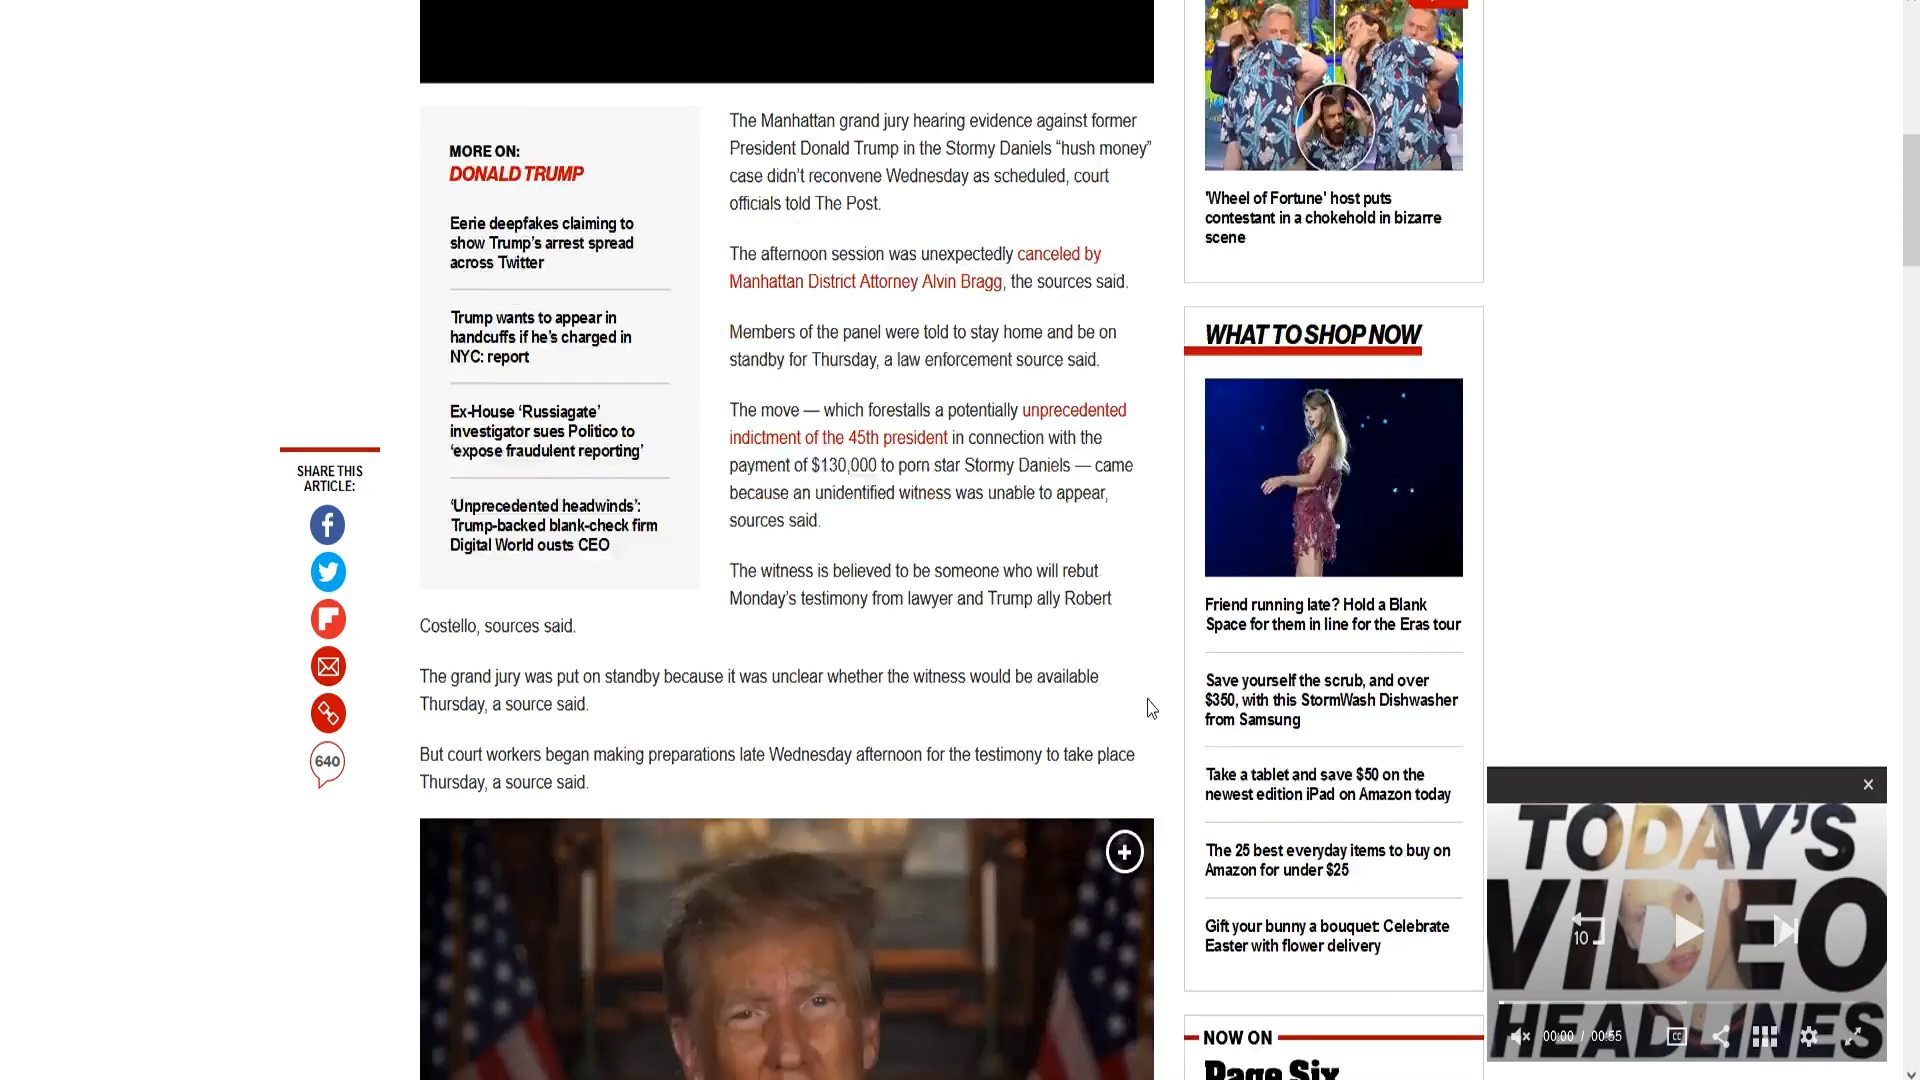 MORE ON:
DONALD TRUMP
Eerie deepfakes claiming to
show Trump's arrest spread
across Twitter
Trump wants to appear in
handcuffs if he's charged in
NYC: report
Ex-House ‘Russiagate’
investigator sues Politico to
‘expose fraudulent reporting’
‘Unprecedented headwinds’:
Trump-backed blank-check firm
Digital World ousts CEO
SHARE THIS
ARTICLE:
640
The Manhattan grand jury hearing evidence against former
President Donald Trump in the Stormy Daniels “hush money”
case didn’t reconvene Wednesday as scheduled, court
officials told The Post.
The afternoon session was unexpectedly canceled by
Manhattan District Attorney Alvin Bragg, the sources said.
Members of the panel were told to stay home and be on
standby for Thursday, a law enforcement source said.
The move — which forestalls a potentially unprecedented
indictment of the 45th president in connection with the
payment of $130,000 to porn star Stormy Daniels — came
because an unidentified witness was unable to appear,
sources said.
The witness is believed to be someone who will rebut
Monday’s testimony from lawyer and Trump ally Robert
Costello, sources said.
The grand jury was put on standby because it was unclear whether the witness would be available
Thursday, a source said.
But court workers began making preparations late Wednesday afternoon for the testimony to take place
Thursday, a source said.
'Wheel of Fortune' host puts
contestant in a chokehold in bizarre
scene
WHAT TO SHOP NOW
Friend running late? Hold a Blank
Space for them in line for the Eras tour
Save yourself the scrub, and over
$350, with this StormWash Dishwasher
from Samsung
Take a tablet and save $50 on the
newest edition iPad on Amazon today
The 25 best everyday items to buy on
Amazon for under $25
Gift your bunny a bouquet: Celebrate
Easter with flower delivery
NOW ON
Page Six
TODAY'S
VIDEO
HEADLINES
10
00:00 / 00:55
CC